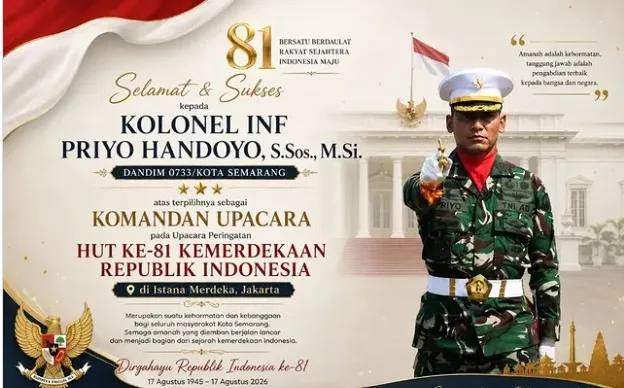 81
BERSATU BERDAULAT
RAKYAT SEJAHTERA
INDONESIA MAJU
Selamat & Sukses
kepada
KOLONEL INF
PRIYO HANDOYO, S.Sos., M.Si.
DANDIM 0733/KOTA SEMARANG
atas terpilihnya sebagai
KOMANDAN UPACARA
pada Upacara Peringatan
HUT KE-81 KEMERDEKAAN
REPUBLIK INDONESIA
di Istana Merdeka, Jakarta
Merupakan suatu kehormatan dan kebanggaan
bagi seluruh masyarakat Kota Semarang.
Semoga amanah yang diemban berjalan lancar
dan menjadi bagian dari sejarah kemerdekaan indonesia.
Dirgahayu Republik Indonesia ke-81
17 Agustus 1945 – 17 Agustus 2026
“
Amanah adalah kehormatan,
tanggung jawab adalah
pengabdian terbaik
kepada bangsa dan negara.
”
PRIYO
TNI AD